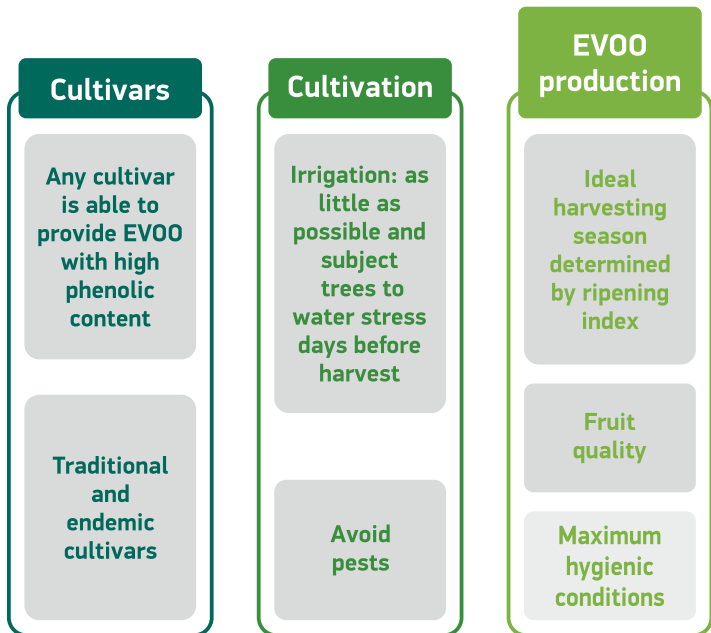 Cultivars
Any cultivar
is able to
provide EVOO
with high
phenolic
content
Traditional
and
endemic
cultivars
Cultivation
Irrigation: as
little as
possible and
subject
trees to
water stress
days before
harvest
Avoid
pests
EVOO
production
Ideal
harvesting
season
determined
by ripening
index
Fruit
quality
Maximum
hygienic
conditions